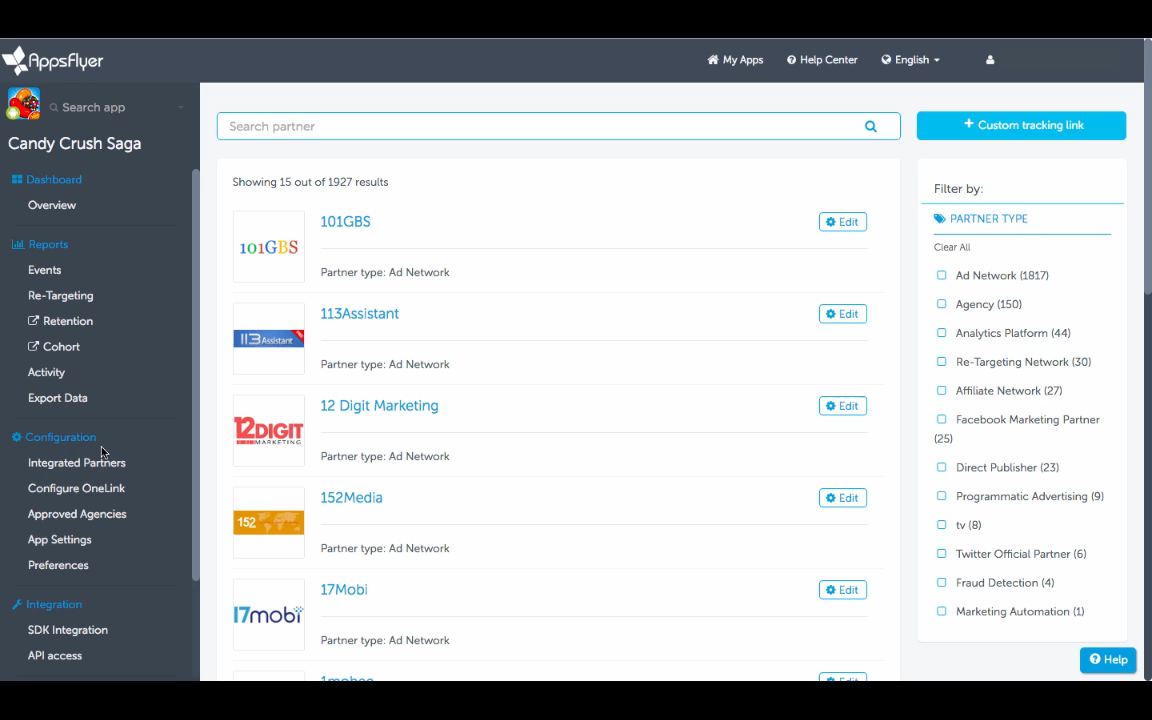 AppsFlyer
My Apps
Help Center
English
Search app
Candy Crush Saga
Dashboard
Overview
Reports
Events
Re-Targeting
Retention
Cohort
Activity
Export Data
Configuration
Integrated Partners
Configure OneLink
Approved Agencies
App Settings
Preferences
Integration
SDK Integration
API access
Search partner
+ Custom tracking link
Showing 15 out of 1927 results
101GBS
101GBS
Edit
Partner type: Ad Network
113 Assistant
113Assistant
Edit
Partner type: Ad Network
12DIGIT
MARKETING
12 Digit Marketing
Edit
Partner type: Ad Network
152
152Media
Edit
Partner type: Ad Network
17mobi
17Mobi
Edit
Partner type: Ad Network
Filter by:
PARTNER TYPE
Clear All
Ad Network (1817)
Agency (150)
Analytics Platform (44)
Re-Targeting Network (30)
Affiliate Network (27)
Facebook Marketing Partner
(25)
Direct Publisher (23)
Programmatic Advertising (9)
tv (8)
Twitter Official Partner (6)
Fraud Detection (4)
Marketing Automation (1)
Help